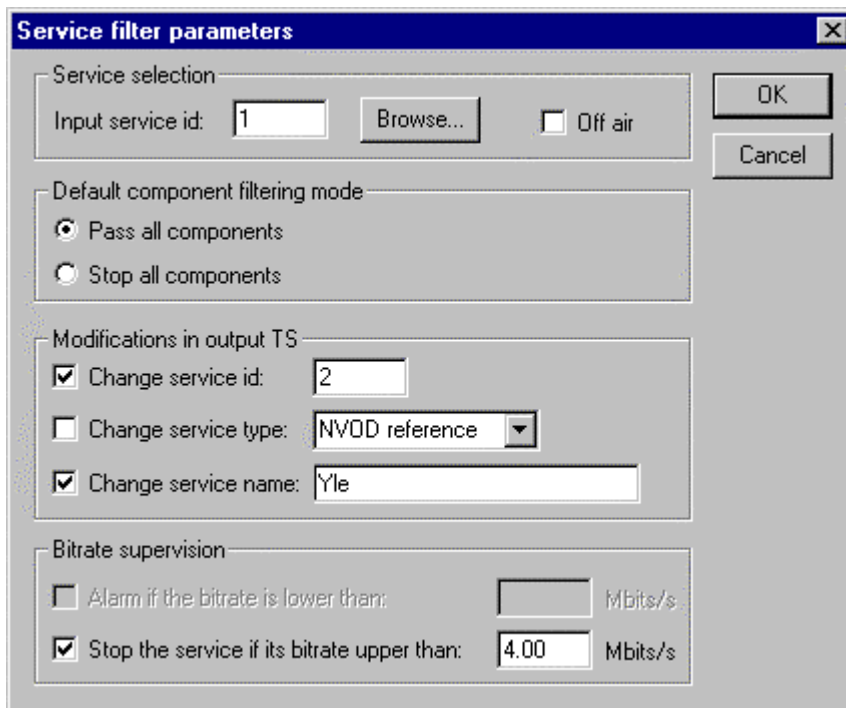 Service filter parameters
Service selection
Input service id: 1 Browse... Off air
OK
Cancel
Default component filtering mode
Pass all components
Stop all components
Modifications in output TS
Change service id: 2
Change service type: NVOD reference
Change service name: Yle
Bitrate supervision
Alarm if the bitrate is lower than: Mbits/s
Stop the service if its bitrate upper than: 4.00 Mbits/s